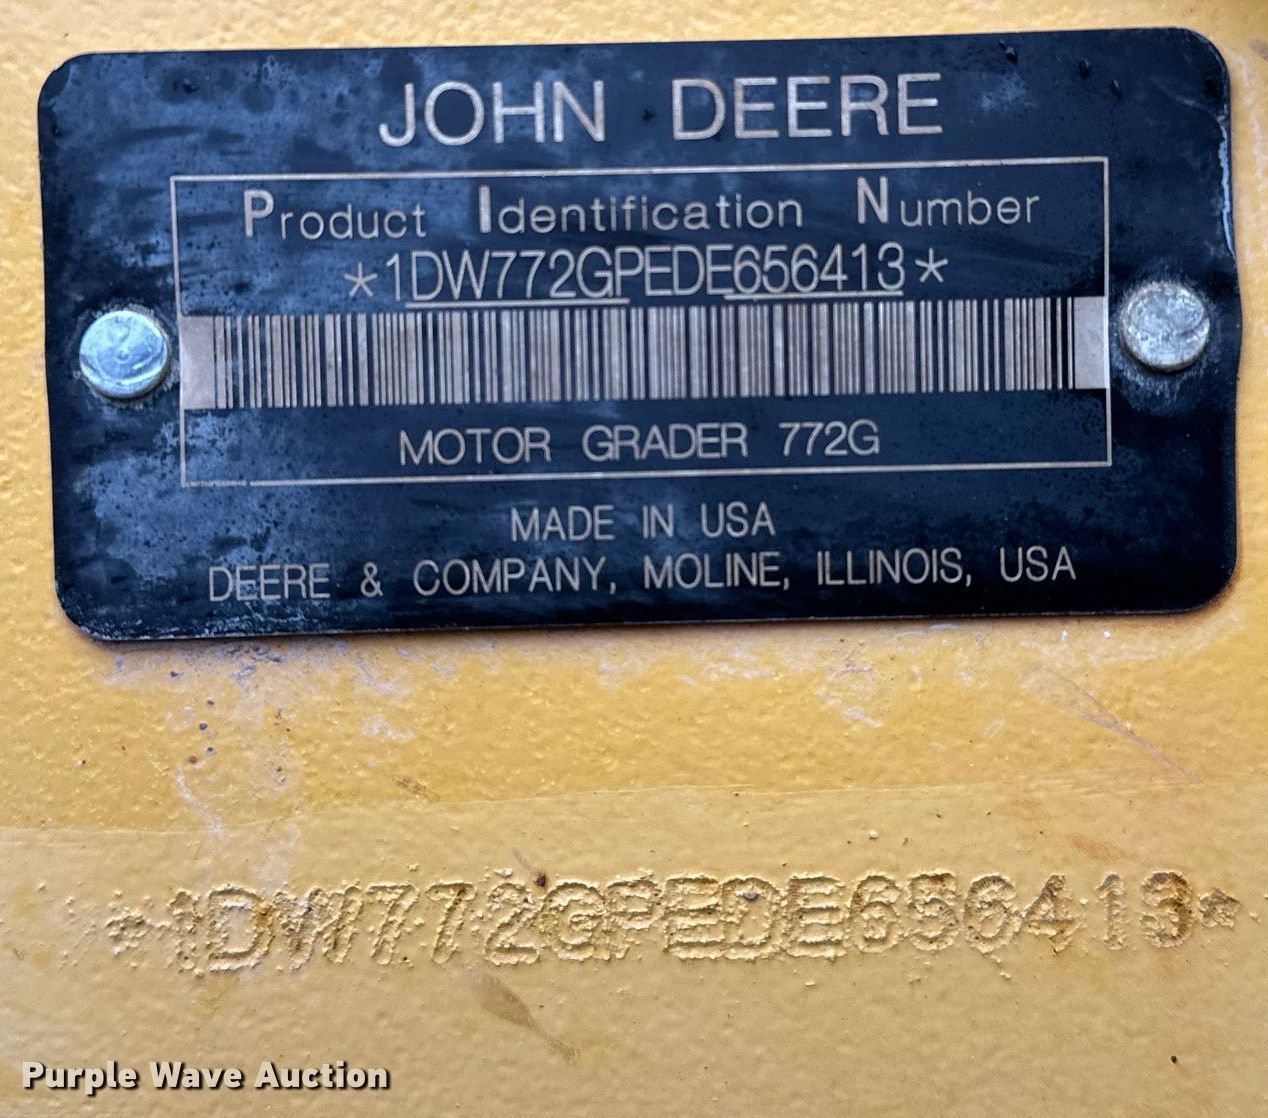 JOHN DEERE
Product Identification Number
*1DW772GPEDE656413*
MOTOR GRADER 772G
MADE IN USA
DEERE & COMPANY, MOLINE, ILLINOIS, USA
*1DW772GPEDE656413*
Purple Wave Auction